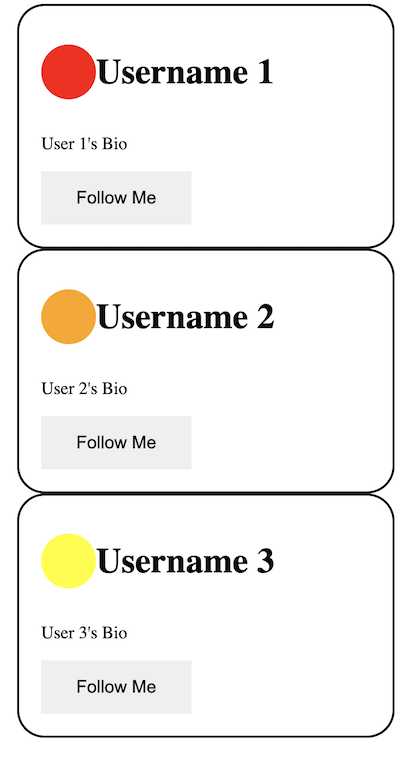 Username 1
User 1's Bio
Follow Me
Username 2
User 2's Bio
Follow Me
Username 3
User 3's Bio
Follow Me